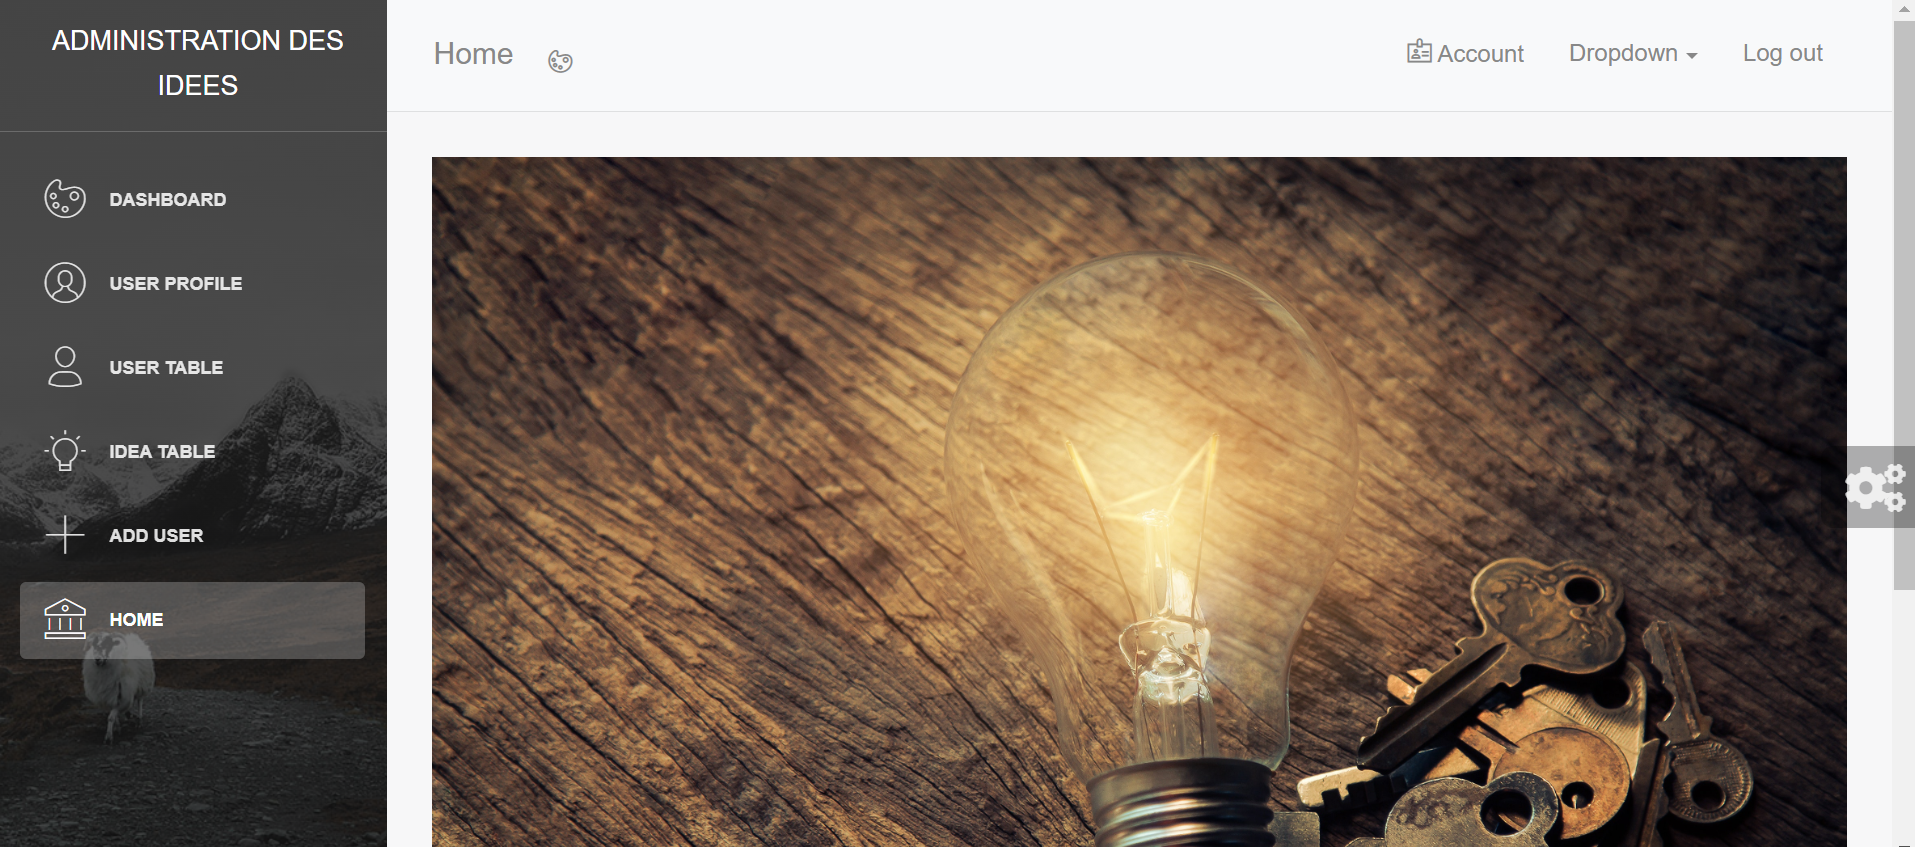 ADMINISTRATION DES
IDEES
DASHBOARD
USER PROFILE
USER TABLE
IDEA TABLE
ADD USER
HOME
Home
Account
Dropdown
Log out